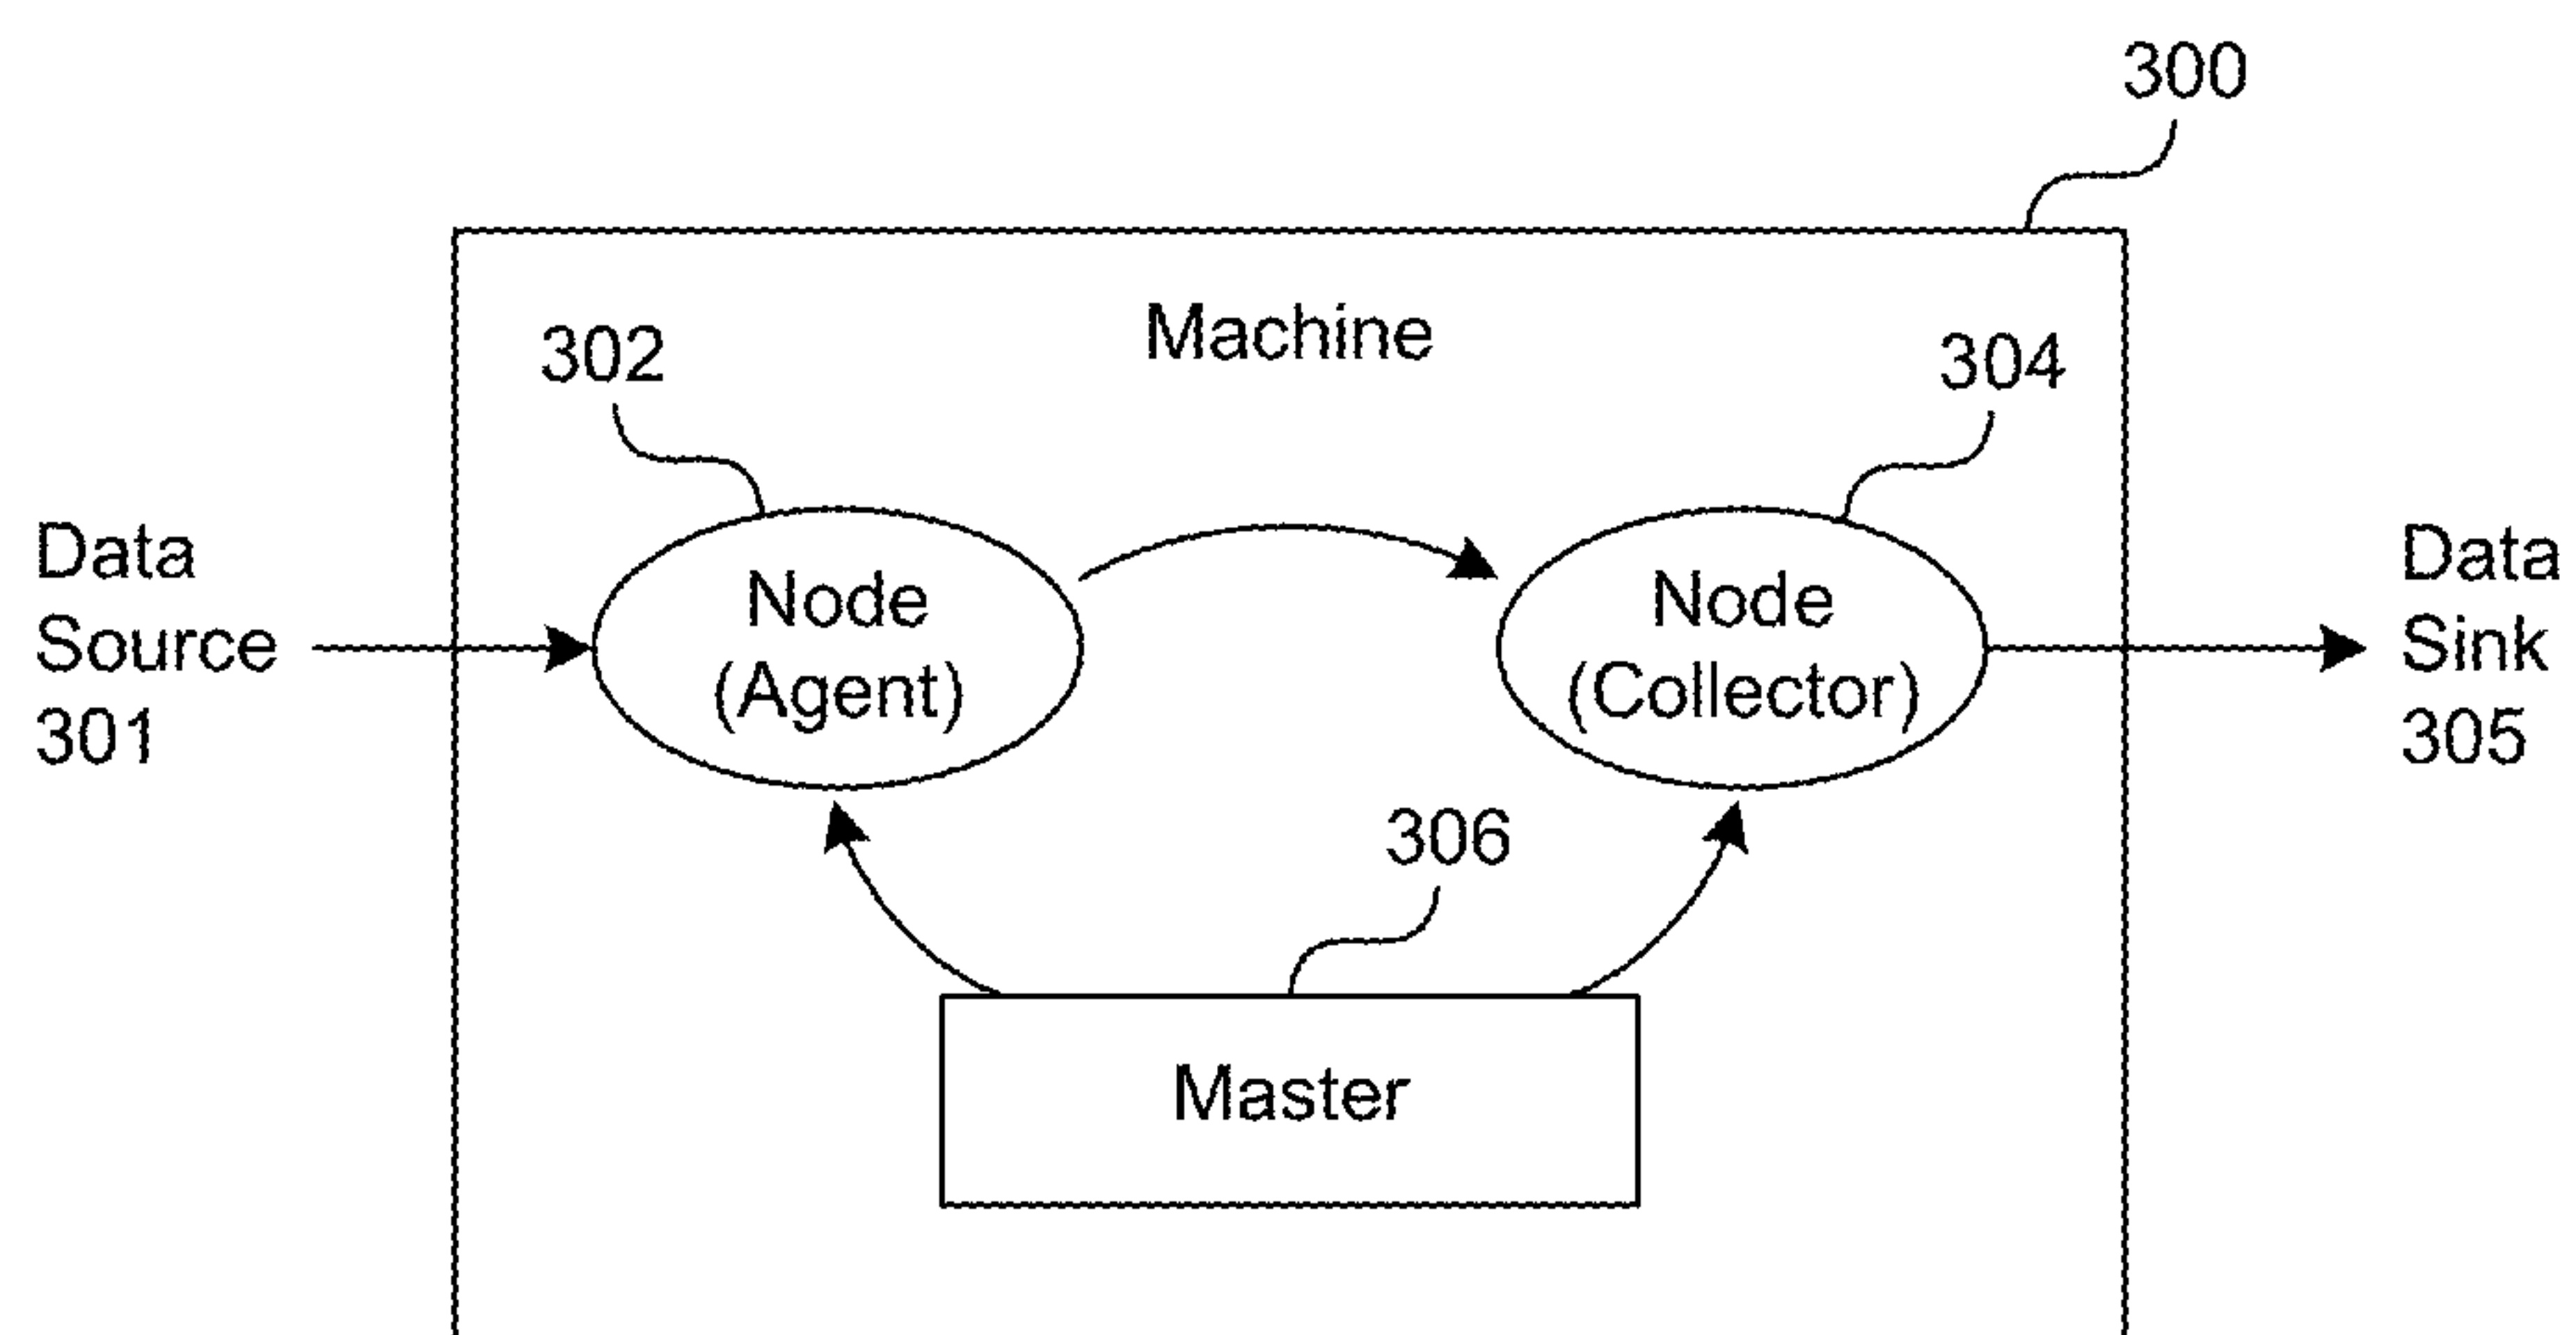 300
Machine
302
304
Data
Source
301
Node
(Agent)
Node
(Collector)
Data
Sink
305
306
Master